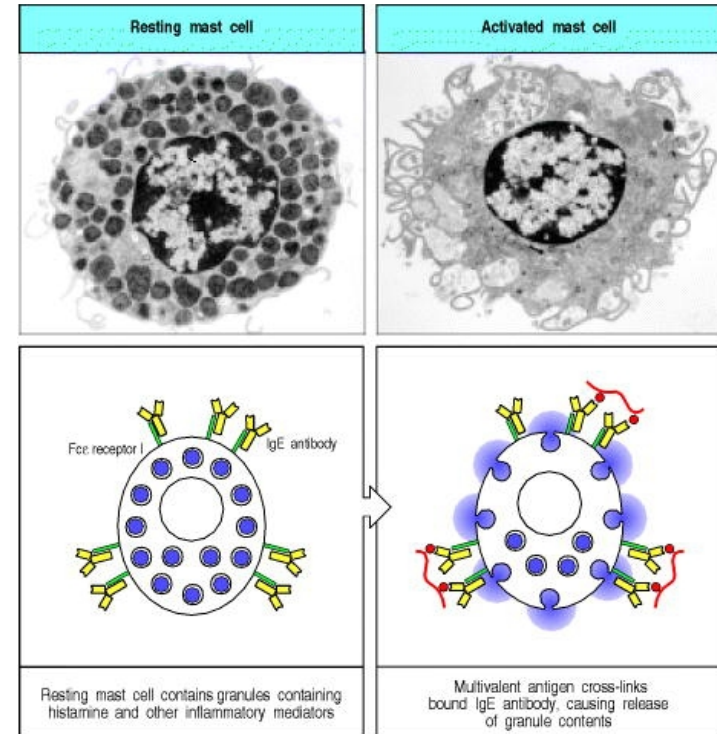 Resting mast cell
Activated mast cell
Fcε receptor I
IgE antibody
Resting mast cell contains granules containing
histamine and other inflammatory mediators
Multivalent antigen cross-links
bound IgE antibody, causing release
of granule contents